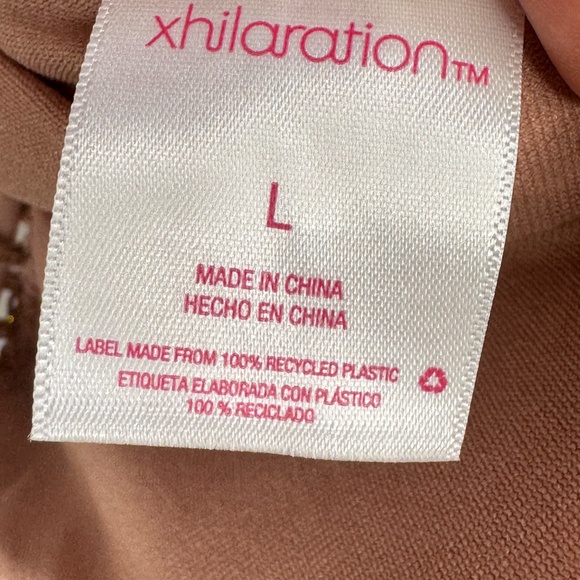 xhilaration™
L
MADE IN CHINA
HECHO EN CHINA
LABEL MADE FROM 100% RECYCLED PLASTIC
ETIQUETA ELABORADA CON PLÁSTICO
100 % RECICLADO